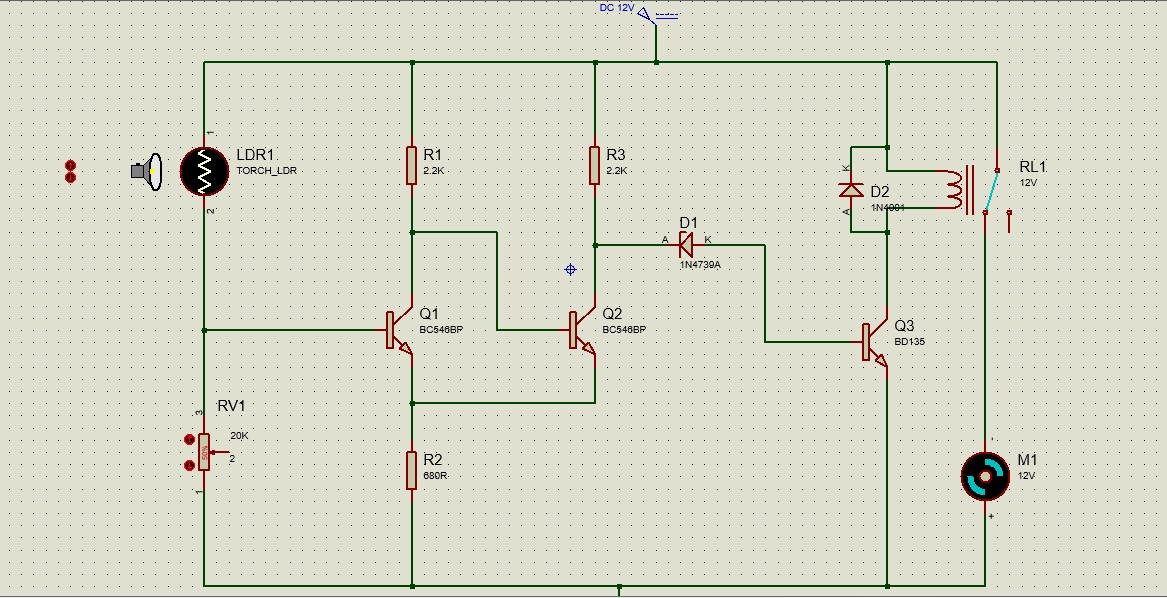 DC 12V
1
LDR1
TORCH_LDR
2
R1
2.2K
R3
2.2K
K
D2
1N4001
A
RL1
12V
D1
A
K
1N4739A
Q1
BC546BP
Q2
BC546BP
Q3
BD135
3
RV1
20K
50%
2
1
R2
680R
-
M1
12V
+